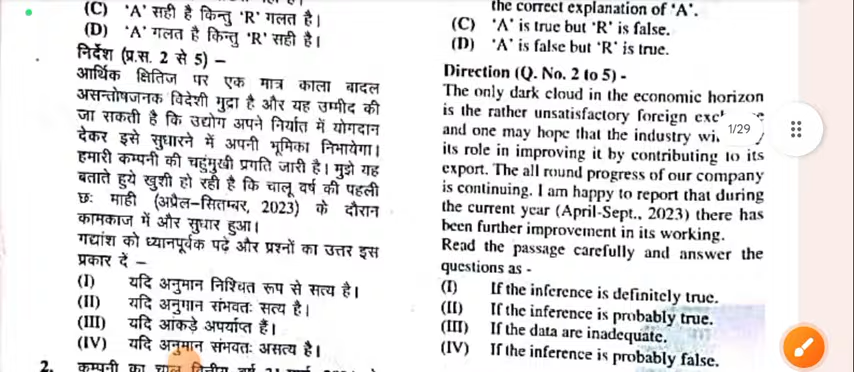 (C) 'A' सही है किन्तु 'R' गलत है।
(D) 'A' गलत है किन्तु 'R' सही है।
निर्देश (प्र.स. 2 से 5) –
आर्थिक क्षितिज पर एक मात्र काला बादल
असन्तोषजनक विदेशी मुद्रा है और यह उम्मीद की
जा सकती है कि उद्योग अपने निर्यात में योगदान
देकर इसे सुधारने में अपनी भूमिका निभायेगा।
हमारी कम्पनी की चहुंमुखी प्रगति जारी है। मुझे यह
बताते हुये खुशी हो रही है कि चालू वर्ष की पहली
छः माही (अप्रैल–सितम्बर, 2023) के दौरान
कामकाज में और सुधार हुआ।
गद्यांश को ध्यानपूर्वक पढ़े और प्रश्नों का उत्तर इस
प्रकार दें –
(I) यदि अनुमान निश्चित रूप से सत्य है।
(II) यदि अनुमान संभवतः सत्य है।
(III) यदि आंकड़े अपर्याप्त हैं।
(IV) यदि अनुमान संभवतः असत्य है।
2. कम्पनी का
the correct explanation of 'A'.
(C) 'A' is true but 'R' is false.
(D) 'A' is false but 'R' is true.
Direction (Q. No. 2 to 5) -
The only dark cloud in the economic horizon
is the rather unsatisfactory foreign
and one may hope that the industry
its role in improving it by contributing to its
export. The all round progress of our company
is continuing. I am happy to report that during
the current year (April-Sept., 2023) there has
been further improvement in its working.
Read the passage carefully and answer the
questions as -
(I) If the inference is definitely true.
(II) If the inference is probably true.
(III) If the data are inadequate.
(IV) If the inference is probably false.
1/29